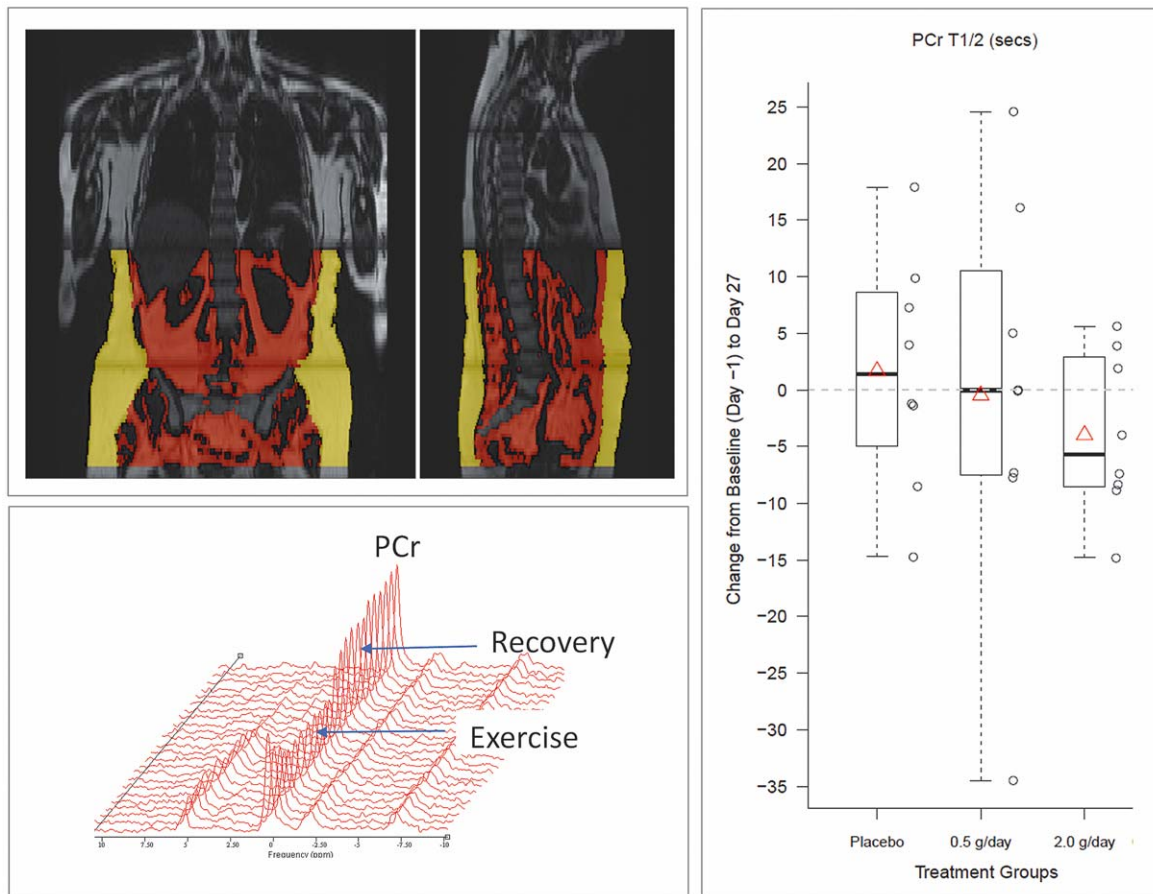 PCr
Recovery
Exercise
10 7.50 5 2.50 0 -2.50 -5 -7.50 -10
Frequency (ppm)
PCr T1/2 (secs)
Change from Baseline (Day −1) to Day 27
25
20
15
10
5
0
−5
−10
−15
−20
−25
−30
−35
Placebo 0.5 g/day 2.0 g/day
Treatment Groups